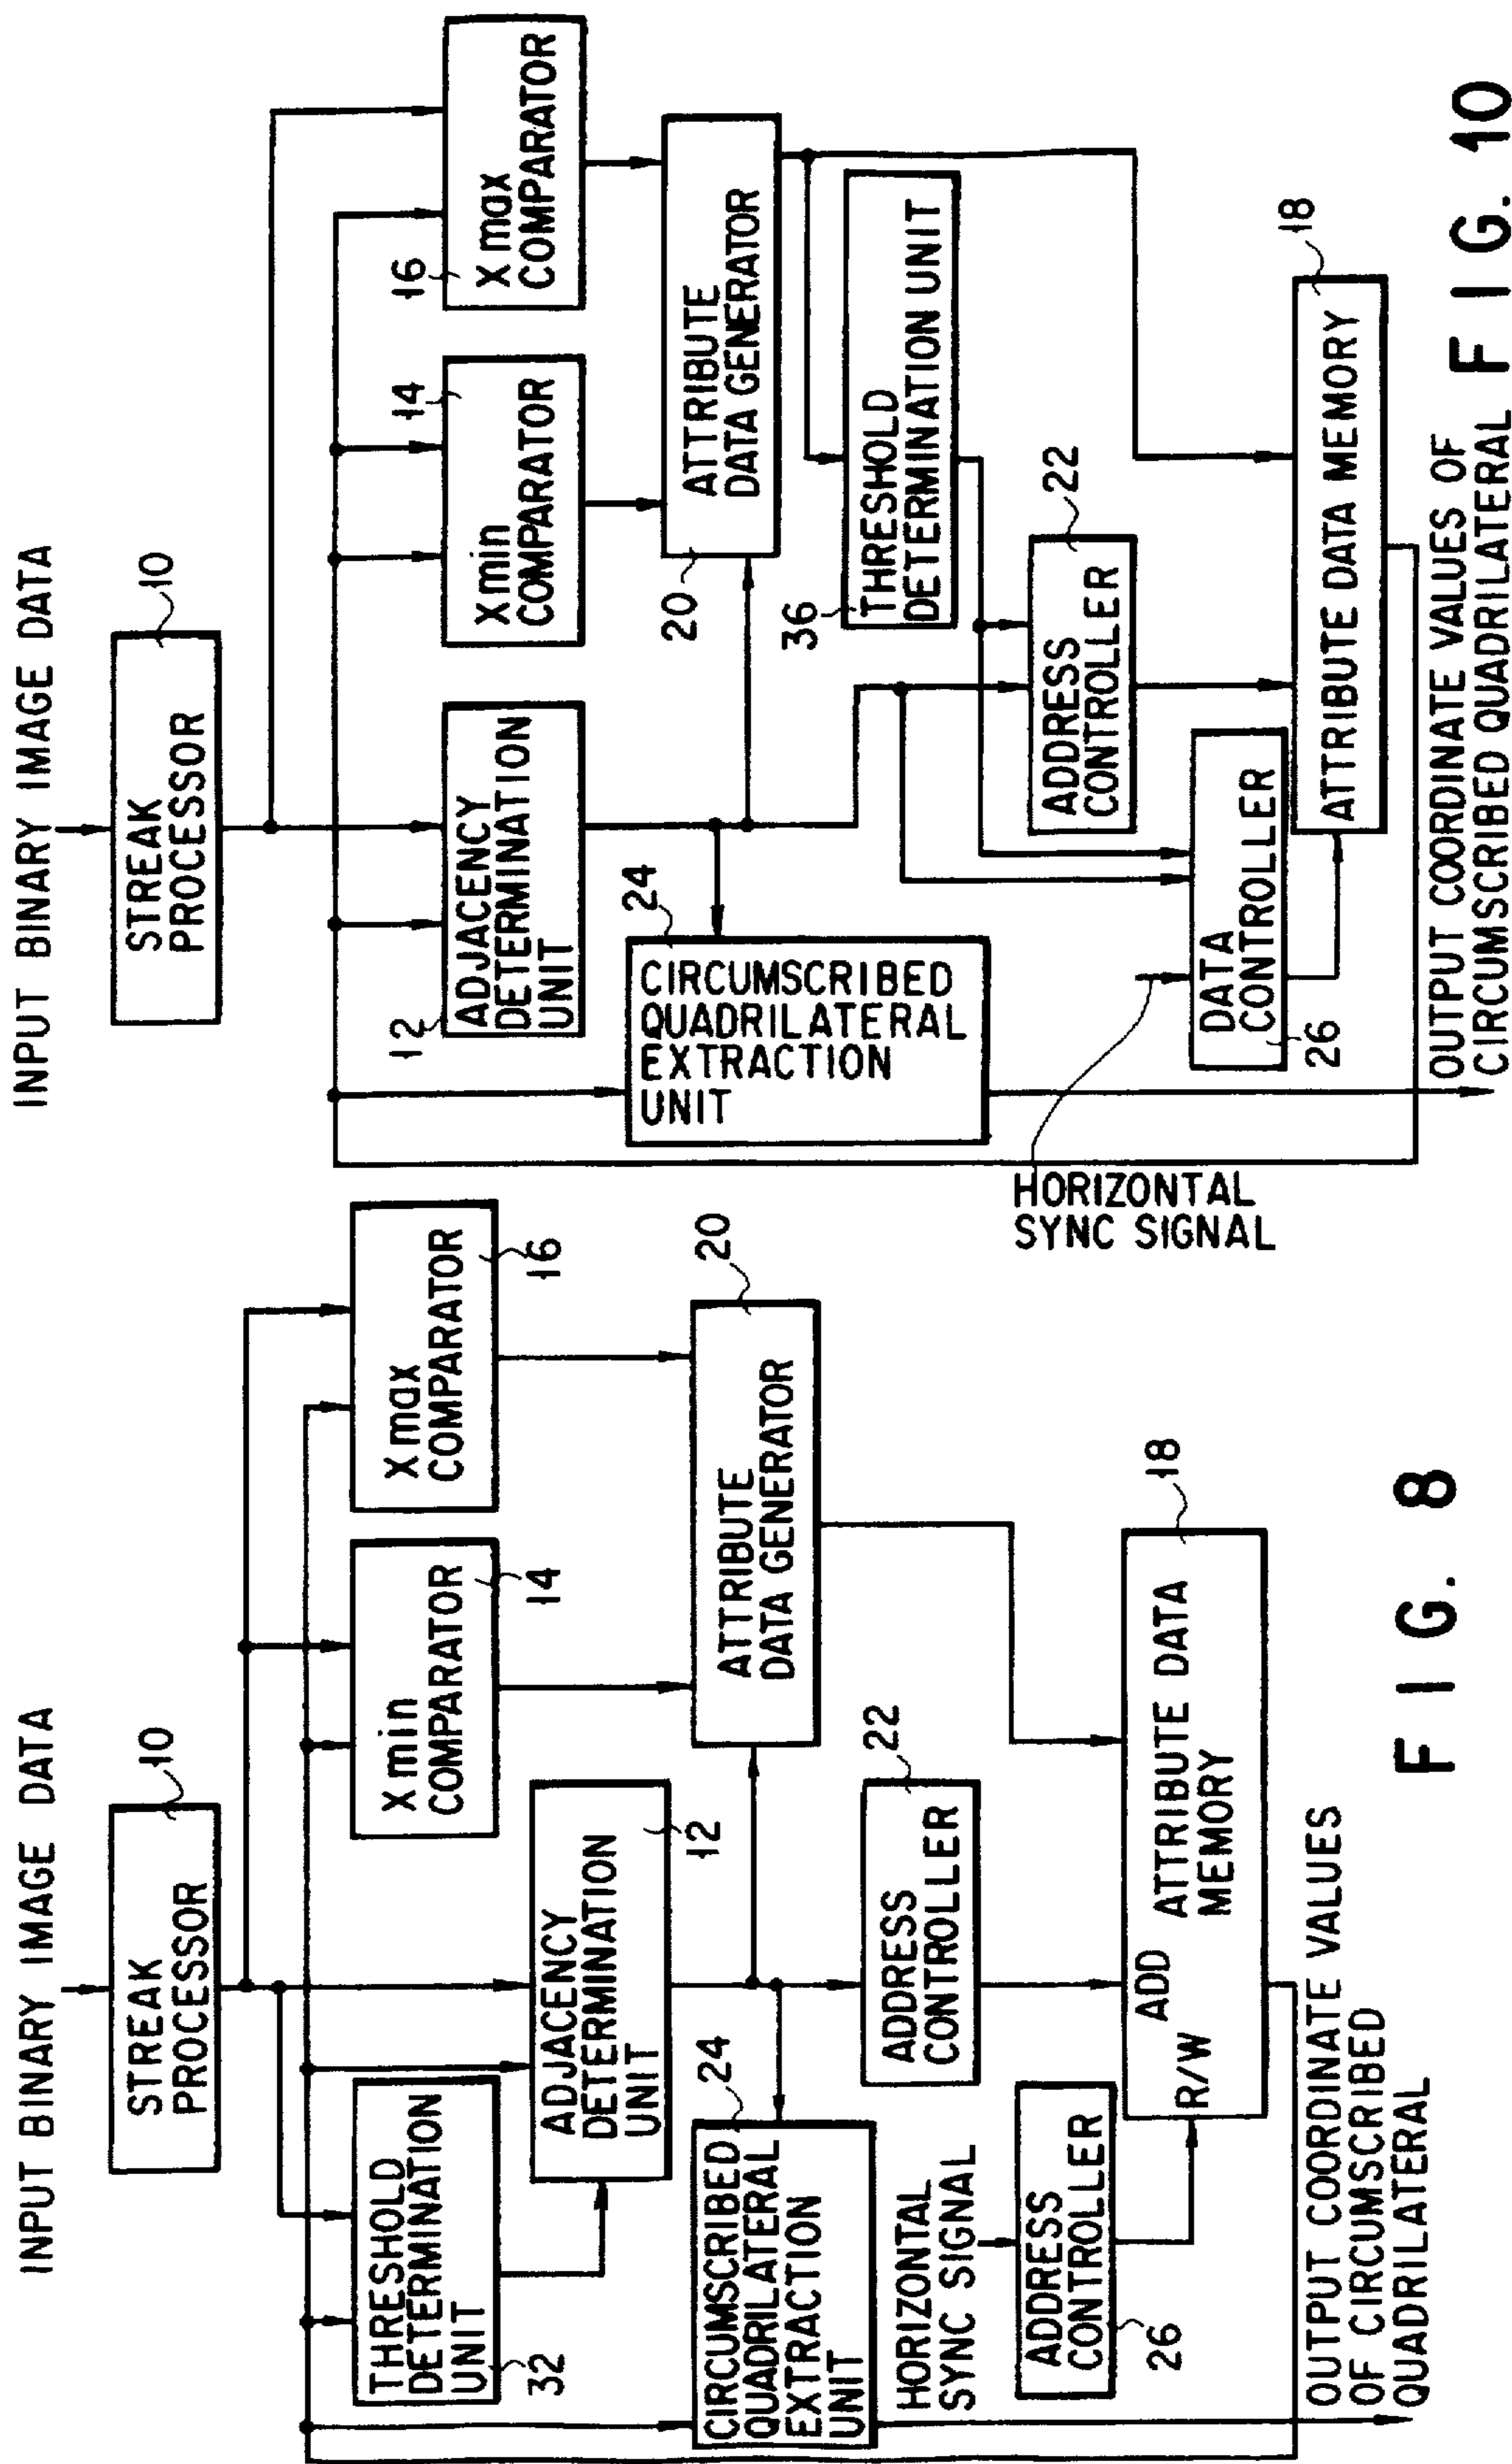 INPUT BINARY IMAGE DATA
10
STREAK
PROCESSOR
THRESHOLD
DETERMINATION
UNIT
32
X min
COMPARATOR
14
X max
COMPARATOR
16
ADJACENCY
DETERMINATION
UNIT
12
24
CIRCUMSCRIBED
QUADRILATERAL
EXTRACTION
UNIT
ATTRIBUTE
DATA GENERATOR
20
22
ADDRESS
CONTROLLER
HORIZONTAL
SYNC SIGNAL
ADDRESS
CONTROLLER
26
ADD
R/W
ATTRIBUTE DATA
MEMORY
18
OUTPUT COORDINATE VALUES
OF CIRCUMSCRIBED
QUADRILATERAL
FIG. 8
INPUT BINARY IMAGE DATA
10
STREAK
PROCESSOR
12
ADJACENCY
DETERMINATION
UNIT
14
X min
COMPARATOR
16
X max
COMPARATOR
24
CIRCUMSCRIBED
QUADRILATERAL
EXTRACTION
UNIT
20
ATTRIBUTE
DATA GENERATOR
36
THRESHOLD
DETERMINATION UNIT
22
ADDRESS
CONTROLLER
HORIZONTAL
SYNC SIGNAL
DATA
CONTROLLER
26
18
ATTRIBUTE DATA MEMORY
OUTPUT COORDINATE VALUES OF
CIRCUMSCRIBED QUADRILATERAL
FIG. 10